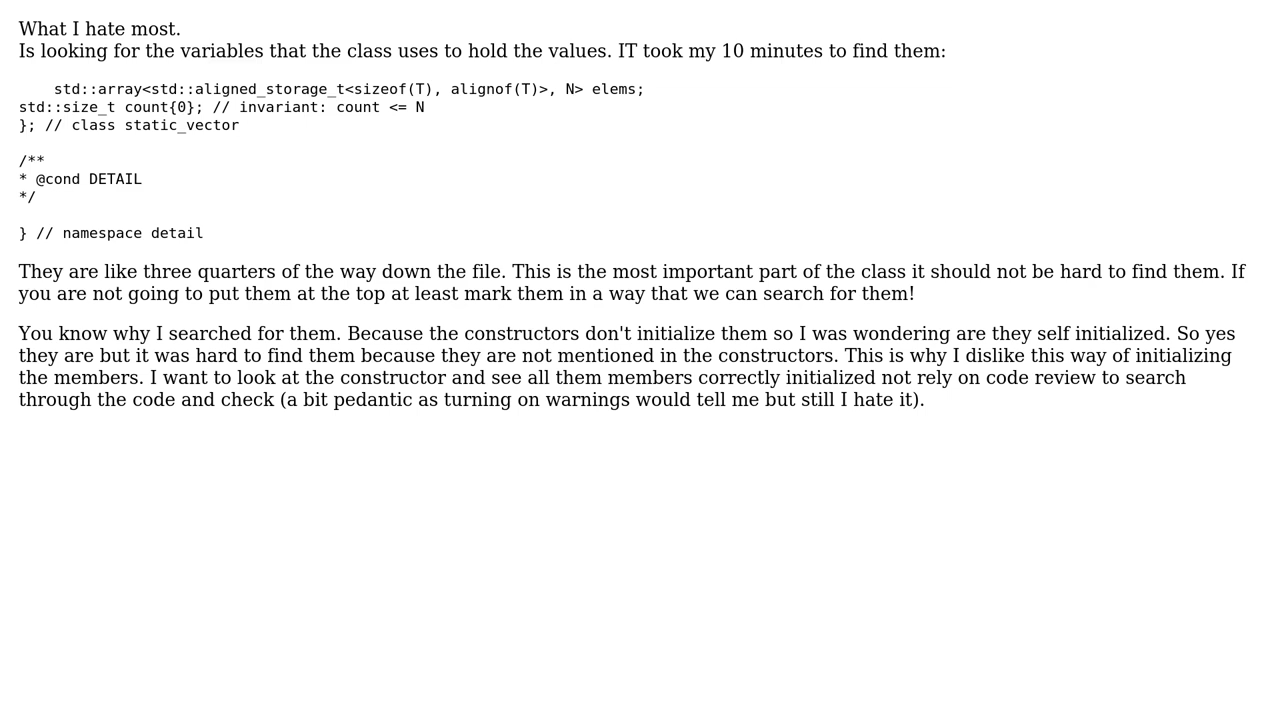 What I hate most.
Is looking for the variables that the class uses to hold the values. IT took my 10 minutes to find them:
    std::array<std::aligned_storage_t<sizeof(T), alignof(T)>, N> elems;
std::size_t count{0}; // invariant: count <= N
}; // class static_vector
/**
* @cond DETAIL
*/
} // namespace detail
They are like three quarters of the way down the file. This is the most important part of the class it should not be hard to find them. If
you are not going to put them at the top at least mark them in a way that we can search for them!
You know why I searched for them. Because the constructors don't initialize them so I was wondering are they self initialized. So yes
they are but it was hard to find them because they are not mentioned in the constructors. This is why I dislike this way of initializing
the members. I want to look at the constructor and see all them members correctly initialized not rely on code review to search
through the code and check (a bit pedantic as turning on warnings would tell me but still I hate it).